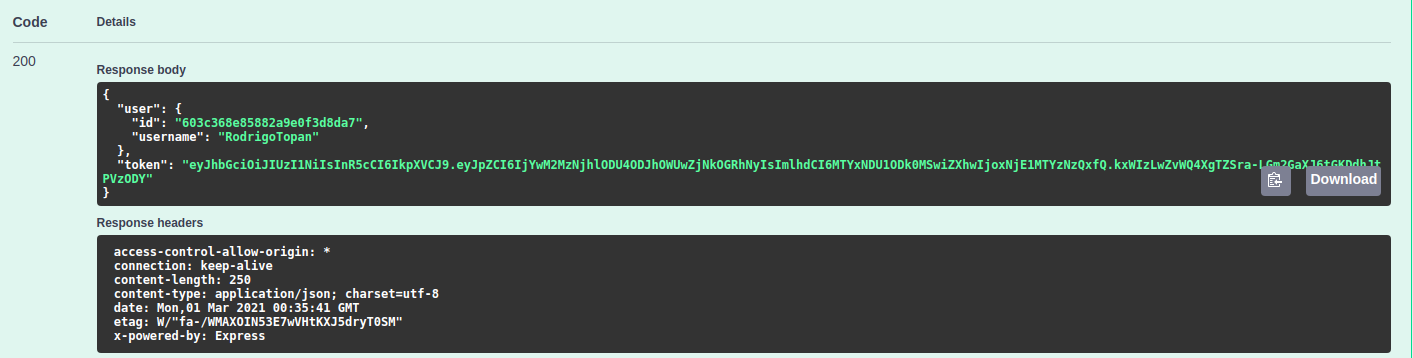 Code Details
200
Response body
{
"user": {
"id": "603c368e85882a9e0f3d8da7",
"username": "RodrigoTopan"
},
"token": "eyJhbGciOiJIUzI1NiIsInR5cCI6IkpXVCJ9.eyJpZCI6IjYwM2MzNjhlODU4ODJhOWUwZjNkOGRhNyIsImlhdCI6MTYxNDU1ODk0MSwiZXhwIjoxNjE1MTYzNzQxfQ.kxWIzLwZvWQ4XgTZSra-LGm2GaXJ6tGKDdhJt
PVzODY"
}
Download
Response headers
access-control-allow-origin: *
connection: keep-alive
content-length: 250
content-type: application/json; charset=utf-8
date: Mon,01 Mar 2021 00:35:41 GMT
etag: W/"fa-/WMAXOIN53E7wVHtKXJ5dryT0SM"
x-powered-by: Express